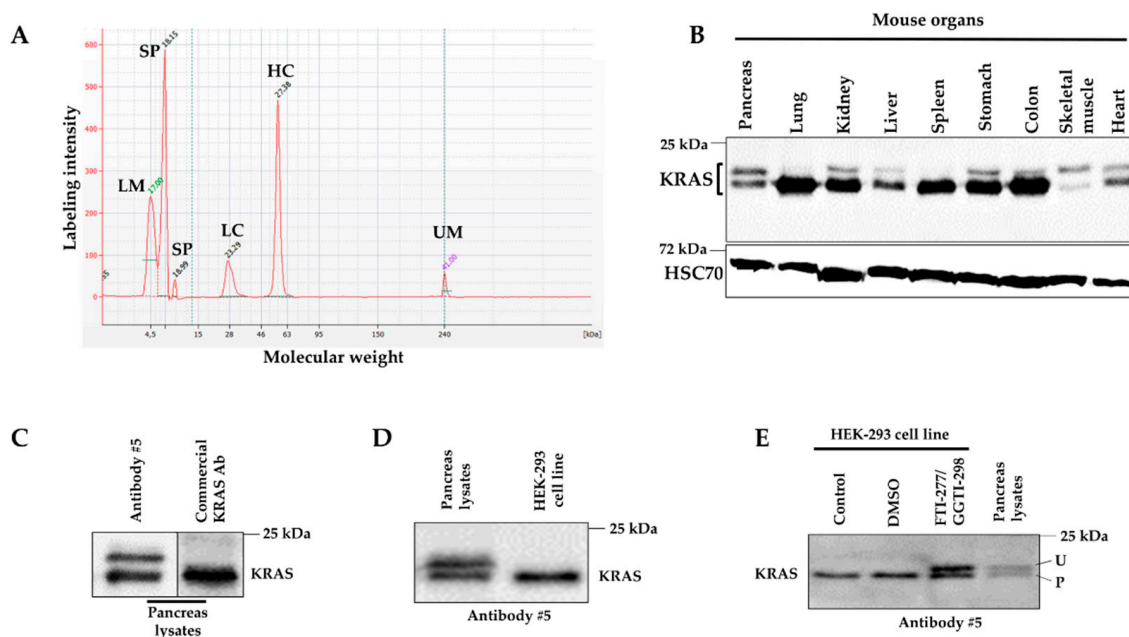 A
600
500
400
300
200
100
0
Labeling intensity
SP
18.15
LM
17.00
SP
18.99
LC
23.29
HC
27.38
UM
41.00
4,5
15
28
46
63
95
150
240
[kDa]
Molecular weight
B
Mouse organs
Pancreas
Lung
Kidney
Liver
Spleen
Stomach
Colon
Skeletal
muscle
Heart
25 kDa
KRAS
72 kDa
HSC70
C
Antibody #5
Commercial
KRAS Ab
25 kDa
KRAS
Pancreas
lysates
D
Pancreas
lysates
HEK-293
cell line
25 kDa
KRAS
Antibody #5
E
HEK-293 cell line
Control
DMSO
FTI-277/
GGTI-298
Pancreas
lysates
25 kDa
KRAS
U
P
Antibody #5